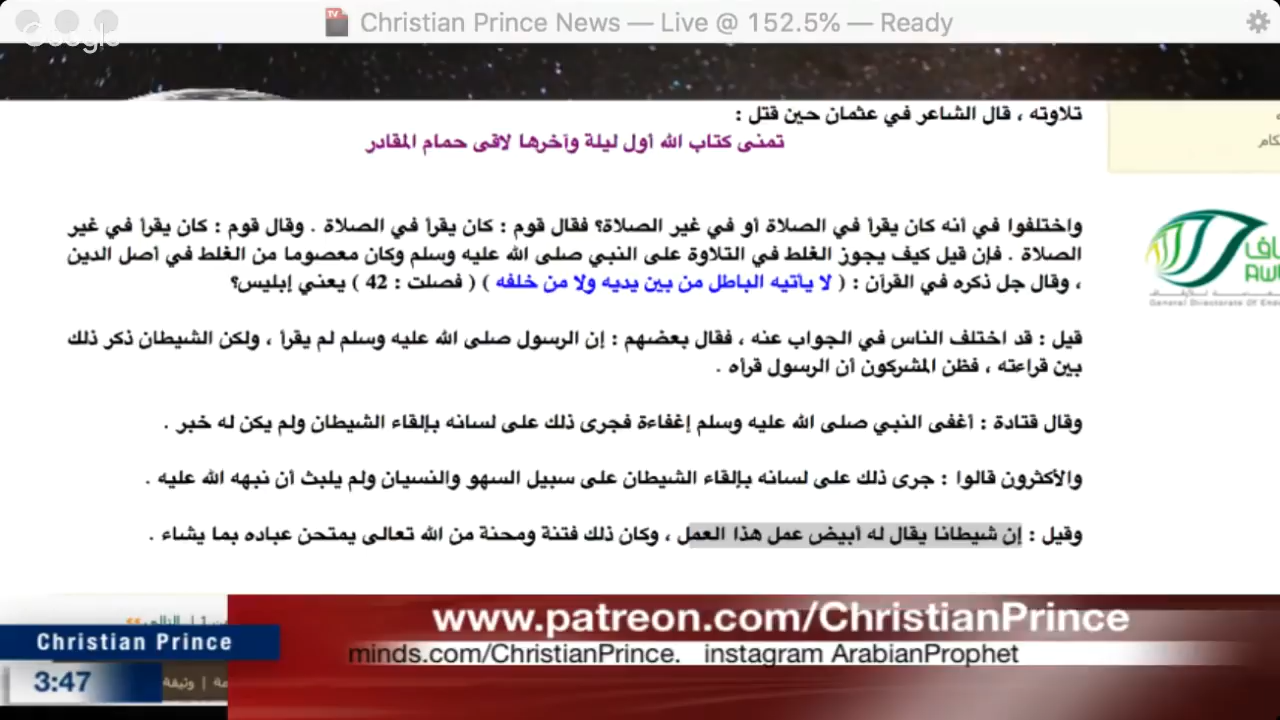 Christian Prince News — Live @ 152.5% — Ready
Google
تلاوته ، قال الشاعر في عثمان حين قتل :
تمنى كتاب الله أول ليلة وآخرها لاقى حمام المقادر
واختلفوا في أنه كان يقرأ في الصلاة أو في غير الصلاة؟ فقال قوم : كان يقرأ في الصلاة . وقال قوم : كان يقرأ في غير
الصلاة . فإن قيل كيف يجوز الغلط في التلاوة على النبي صلى الله عليه وسلم وكان معصوما من الغلط في أصل الدين
، وقال جل ذكره في القرآن : ( لا يأتيه الباطل من بين يديه ولا من خلفه ) ( فصلت : 42 ) يعني إبليس؟
قيل : قد اختلف الناس في الجواب عنه ، فقال بعضهم : إن الرسول صلى الله عليه وسلم لم يقرأ ، ولكن الشيطان ذكر ذلك
بين قراءته ، فظن المشركون أن الرسول قرأه .
وقال قتادة : أغفى النبي صلى الله عليه وسلم إغفاءة فجرى ذلك على لسانه بإلقاء الشيطان ولم يكن له خبر .
والأكثرون قالوا : جرى ذلك على لسانه بإلقاء الشيطان على سبيل السهو والنسيان ولم يلبث أن نبهه الله عليه .
وقيل : إن شيطانا يقال له أبيض عمل هذا العمل ، وكان ذلك فتنة ومحنة من الله تعالى يمتحن عباده بما يشاء .
General Directorate Of
www.patreon.com/ChristianPrince
Christian Prince
minds.com/ChristianPrince. instagram ArabianProphet
3:47
وثيقة